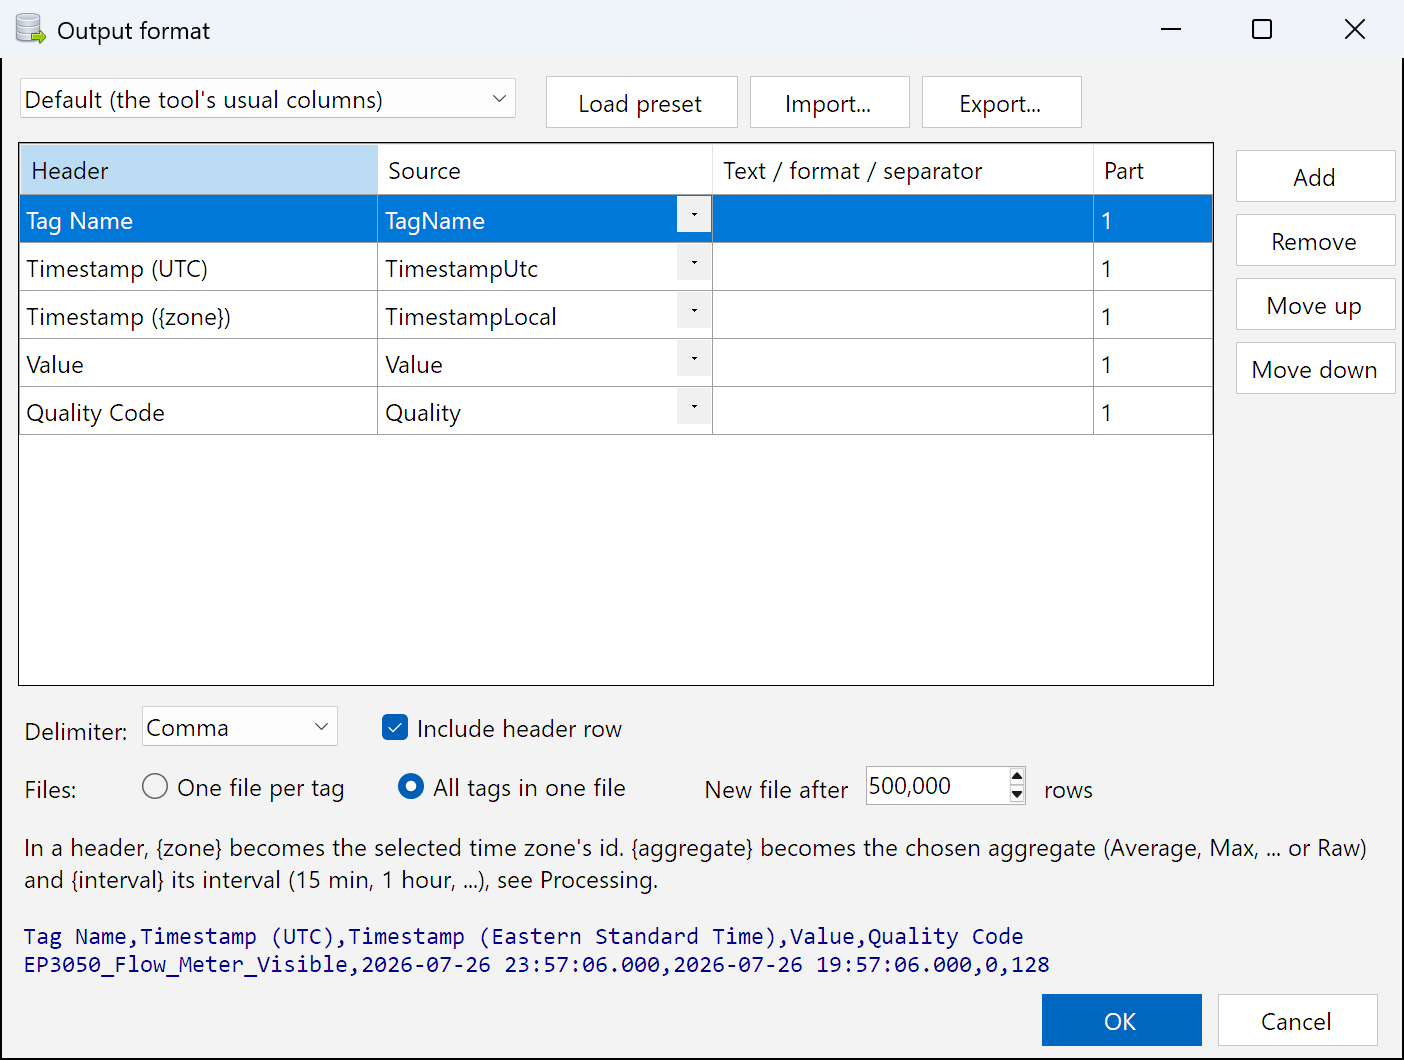 Output format
Default (the tool's usual columns)
Load preset
Import...
Export...
Header Source Text / format / separator Part
Tag Name TagName 1
Timestamp (UTC) TimestampUtc 1
Timestamp ({zone}) TimestampLocal 1
Value Value 1
Quality Code Quality 1
Add
Remove
Move up
Move down
Delimiter: Comma Include header row
Files: One file per tag All tags in one file New file after 500,000 rows
In a header, {zone} becomes the selected time zone's id. {aggregate} becomes the chosen aggregate (Average, Max, ... or Raw)
and {interval} its interval (15 min, 1 hour, ...), see Processing.
Tag Name,Timestamp (UTC),Timestamp (Eastern Standard Time),Value,Quality Code
EP3050_Flow_Meter_Visible,2026-07-26 23:57:06.000,2026-07-26 19:57:06.000,0,128
OK
Cancel